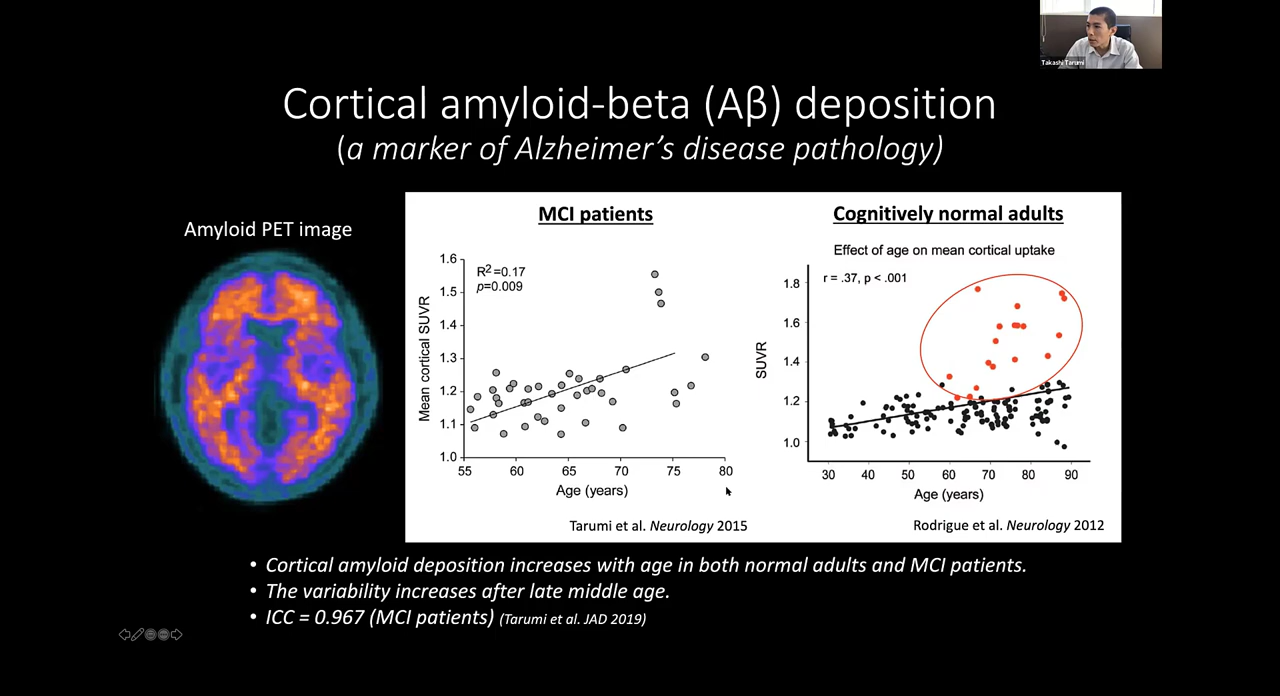 Takashi Tarumi
Cortical amyloid-beta (Aβ) deposition
(a marker of Alzheimer's disease pathology)
Amyloid PET image
MCI patients
R²=0.17
p=0.009
Mean cortical SUVR
1.6
1.5
1.4
1.3
1.2
1.1
1.0
55 60 65 70 75 80
Age (years)
Tarumi et al. Neurology 2015
Cognitively normal adults
Effect of age on mean cortical uptake
r = .37, p < .001
SUVR
1.8
1.6
1.4
1.2
1.0
30 40 50 60 70 80 90
Age (years)
Rodrigue et al. Neurology 2012
• Cortical amyloid deposition increases with age in both normal adults and MCI patients.
• The variability increases after late middle age.
• ICC = 0.967 (MCI patients) (Tarumi et al. JAD 2019)